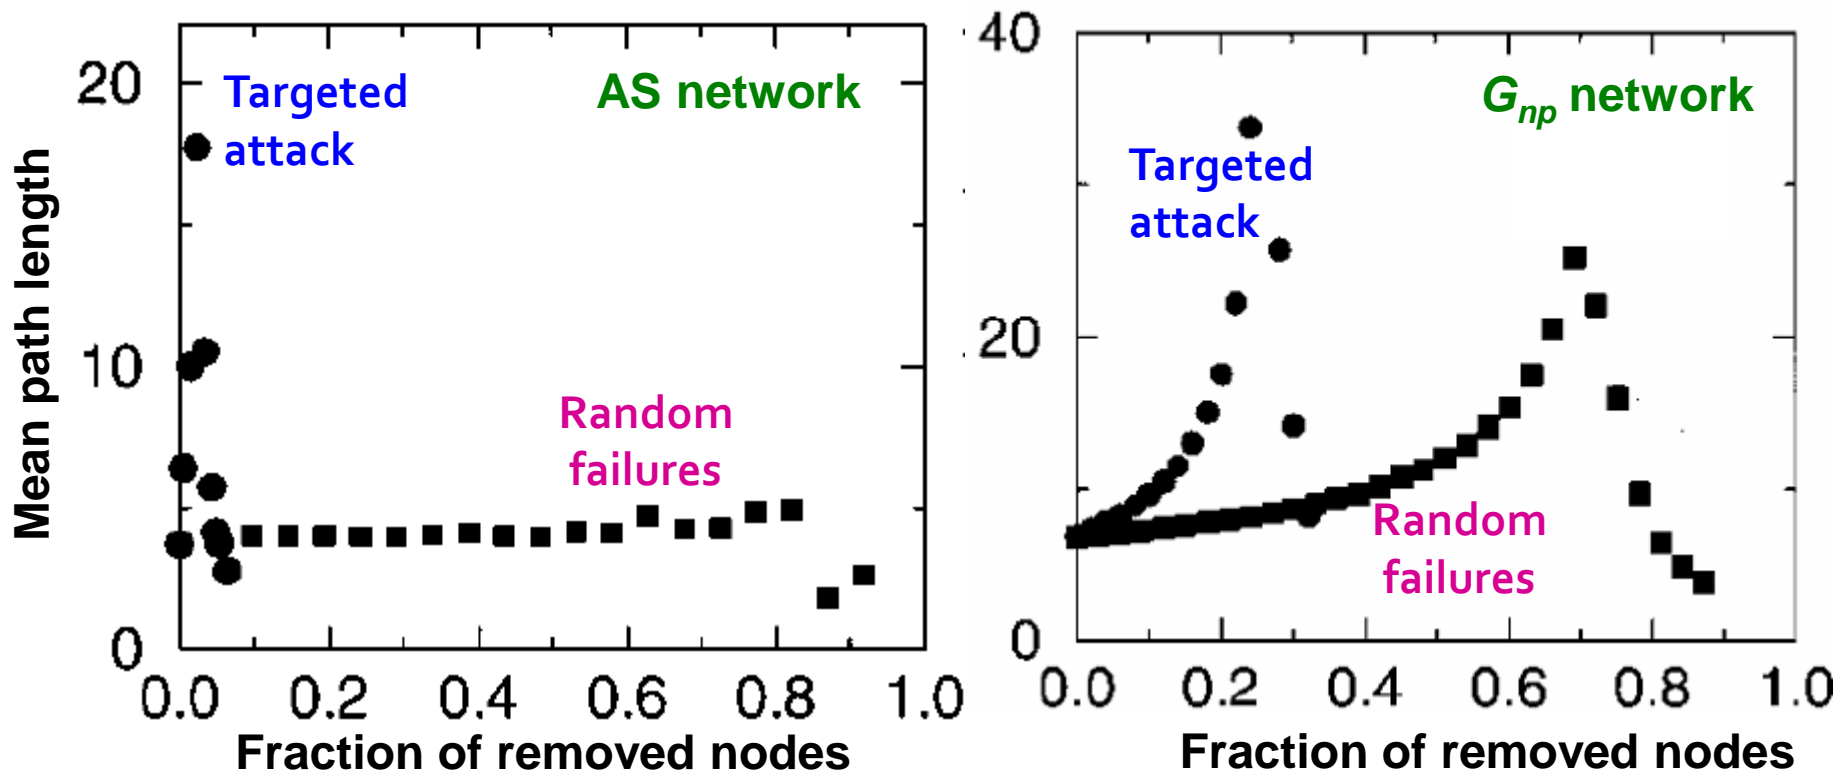 Mean path length
20
10
0
Targeted
attack
AS network
Random
failures
0.0 0.2 0.4 0.6 0.8 1.0
Fraction of removed nodes
40
20
0
Targeted
attack
Gnp network
Random
failures
0.0 0.2 0.4 0.6 0.8 1.0
Fraction of removed nodes